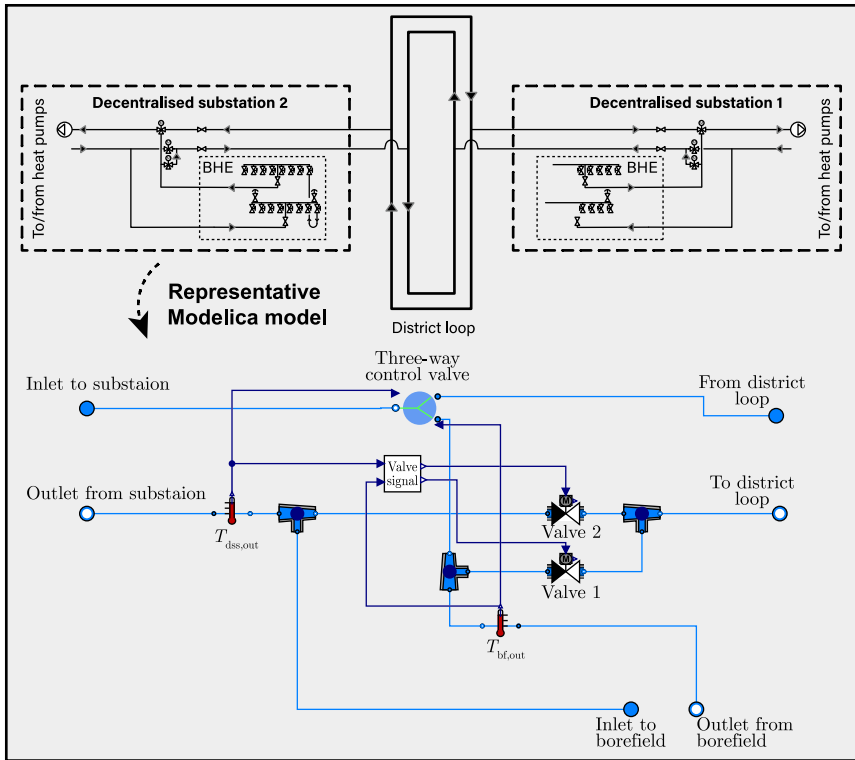 Decentralised substation 2
Decentralised substation 1
To/from heat pumps
BHE
BHE
To/from heat pumps
Representative
Modelica model
District loop
Three-way
control valve
Inlet to substaion
From district
loop
Valve
signal
Outlet from substaion
To district
loop
M
Valve 2
T dss,out
M
Valve 1
T bf,out
Inlet to
borefield
Outlet from
borefield